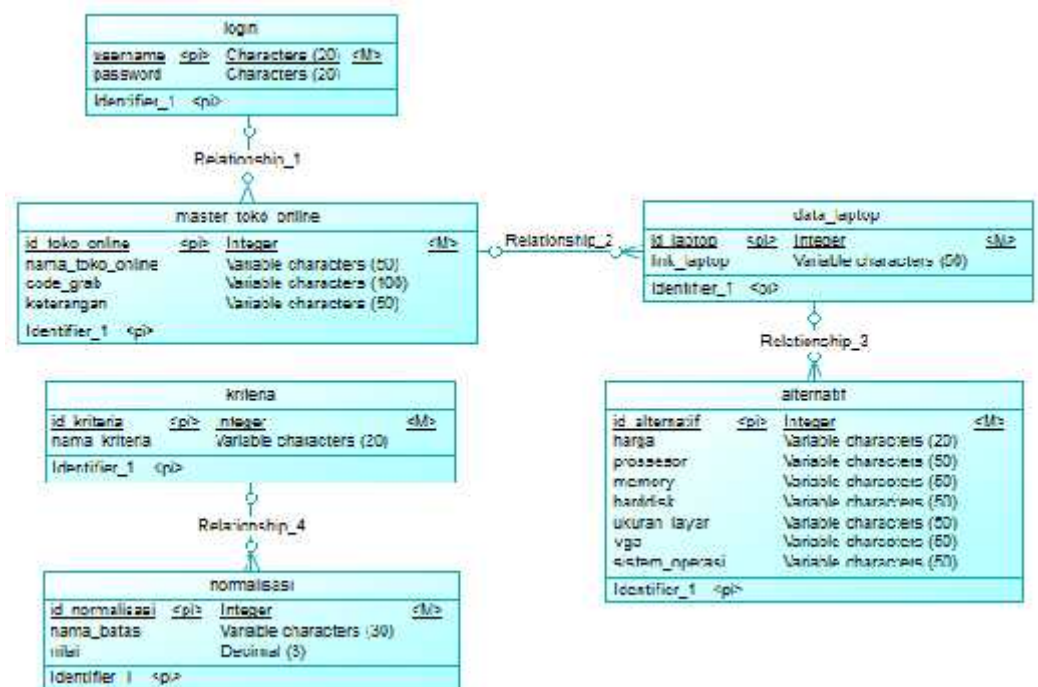 login
username <pi> Characters (20) <M>
password Characters (20)
Identifier_1 <pi>
Relationship_1
master_toko_online
id_toko_online <pi> Integer <M>
nama_toko_online Variable characters (50)
code_grab Variable characters (100)
keterangan Variable characters (50)
Identifier_1 <pi>
Relationship_2
data_laptop
id_laptop <pi> Integer <M>
link_laptop Variable characters (50)
Identifier_1 <pi>
Relationship_3
alternatif
id_alternatif <pi> Integer <M>
harga Variable characters (20)
prossesor Variable characters (50)
memory Variable characters (50)
harddisk Variable characters (50)
ukuran_layar Variable characters (50)
vga Variable characters (50)
sistem_operasi Variable characters (50)
Identifier_1 <pi>
kriteria
id_kriteria <pi> Integer <M>
nama_kriteria Variable characters (20)
Identifier_1 <pi>
Relationship_4
normalisasi
id_normalisasi <pi> Integer <M>
nama_batas Variable characters (30)
nilai Decimal (3)
Identifier_1 <pi>